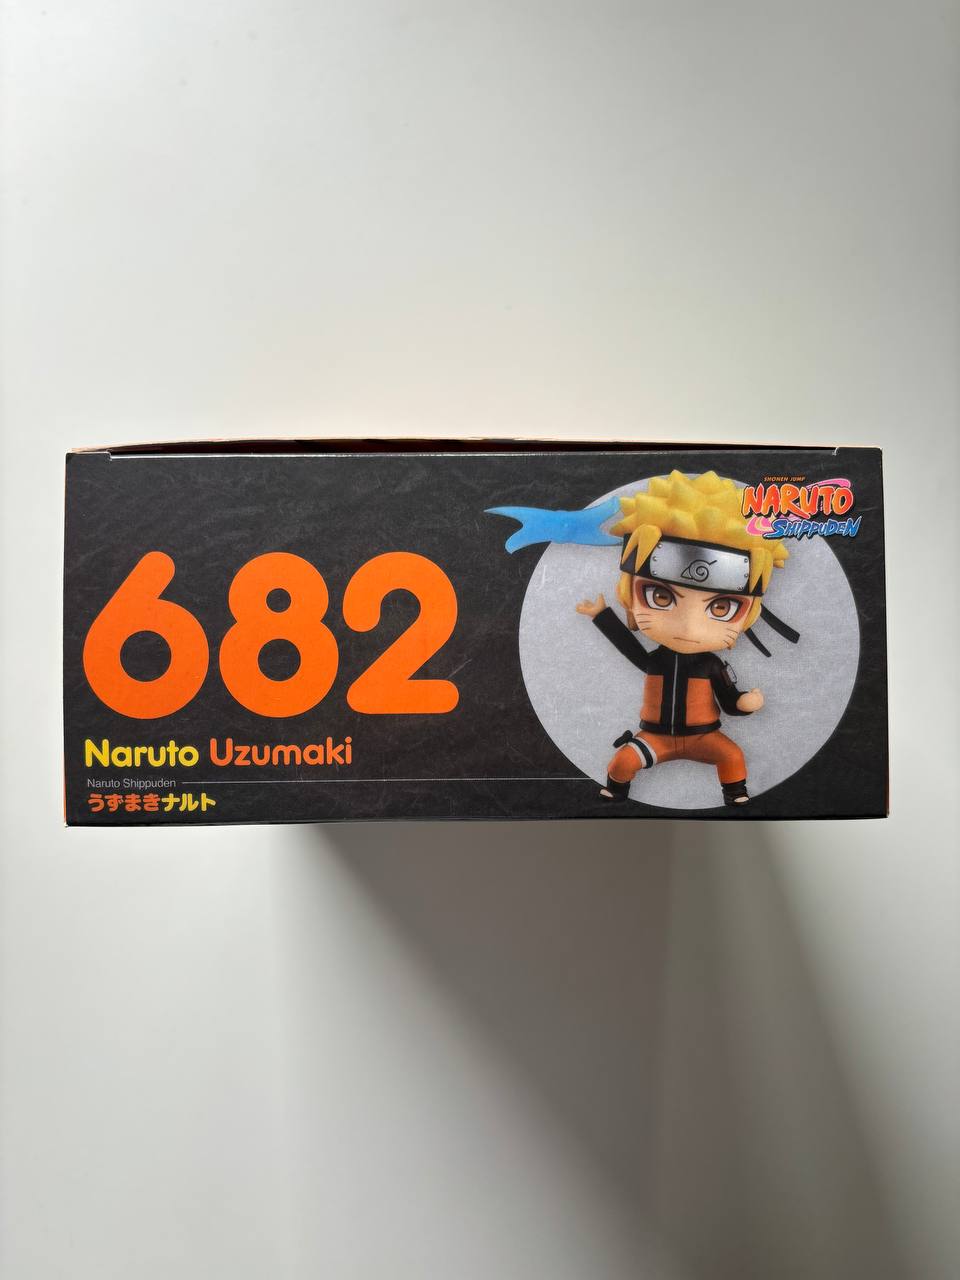 SHONEN JUMP
NARUTO
SHIPPUDEN
682
Naruto Uzumaki
Naruto Shippuden
うずまきナルト